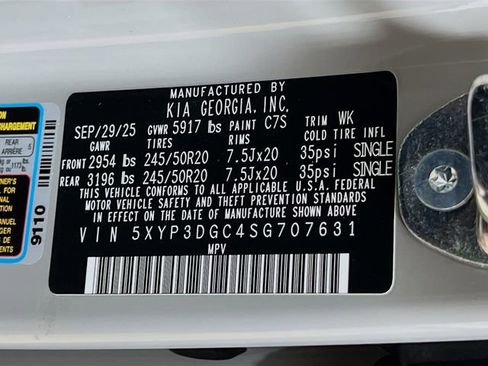 MANUFACTURED BY
KIA GEORGIA, INC.
SEP/29/25 GVWR 5917 lbs PAINT C7S TRIM WK
GAWR TIRES RIMS COLD TIRE INFL
FRONT 2954 lbs 245/50R20 7.5Jx20 35psi SINGLE
REAR 3196 lbs 245/50R20 7.5Jx20 35psi SINGLE
THIS VEHICLE CONFORMS TO ALL APPLICABLE U.S.A. FEDERAL
MOTOR VEHICLE SAFETY AND THEFT PREVENTION STANDARDS
IN EFFECT ON THE DATE OF MANUFACTURE SHOWN ABOVE
VIN 5XYP3DGC4SG707631
MPV
REAR 5
ARRIÈRE
9110